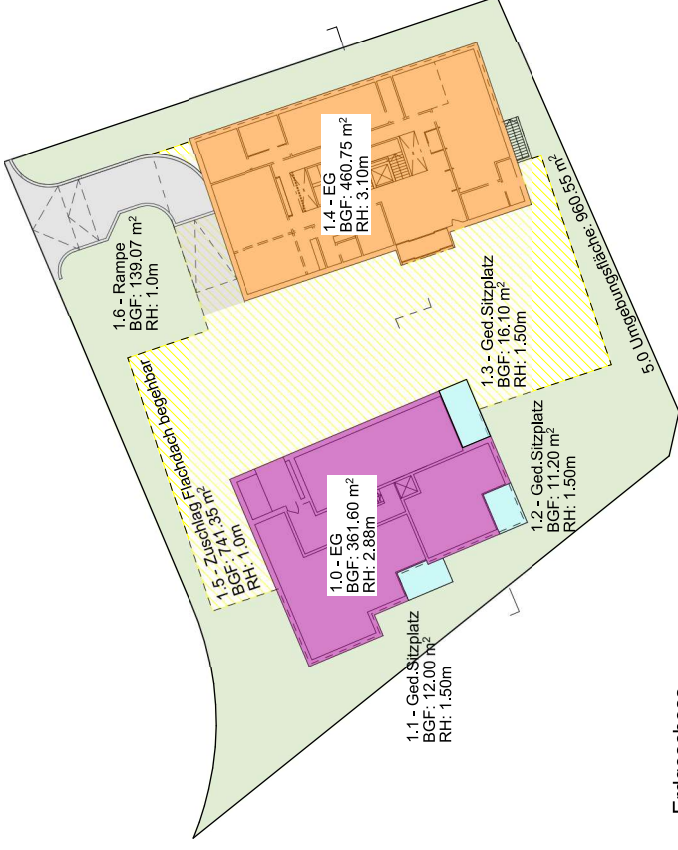 1.6 - Rampe
BGF: 139.07 m²
RH: 1.0m
1.4 - EG
BGF: 460.75 m²
RH: 3.10m
1.5 - Zuschlag Flachdach begehbar
BGF: 741.35 m²
RH: 1.0m
1.0 - EG
BGF: 361.60 m²
RH: 2.88m
1.3 - Ged.Sitzplatz
BGF: 16.10 m²
RH: 1.50m
1.2 - Ged.Sitzplatz
BGF: 11.20 m²
RH: 1.50m
1.1 - Ged.Sitzplatz
BGF: 12.00 m²
RH: 1.50m
5.0 Umgebungsfläche: 960.55 m²